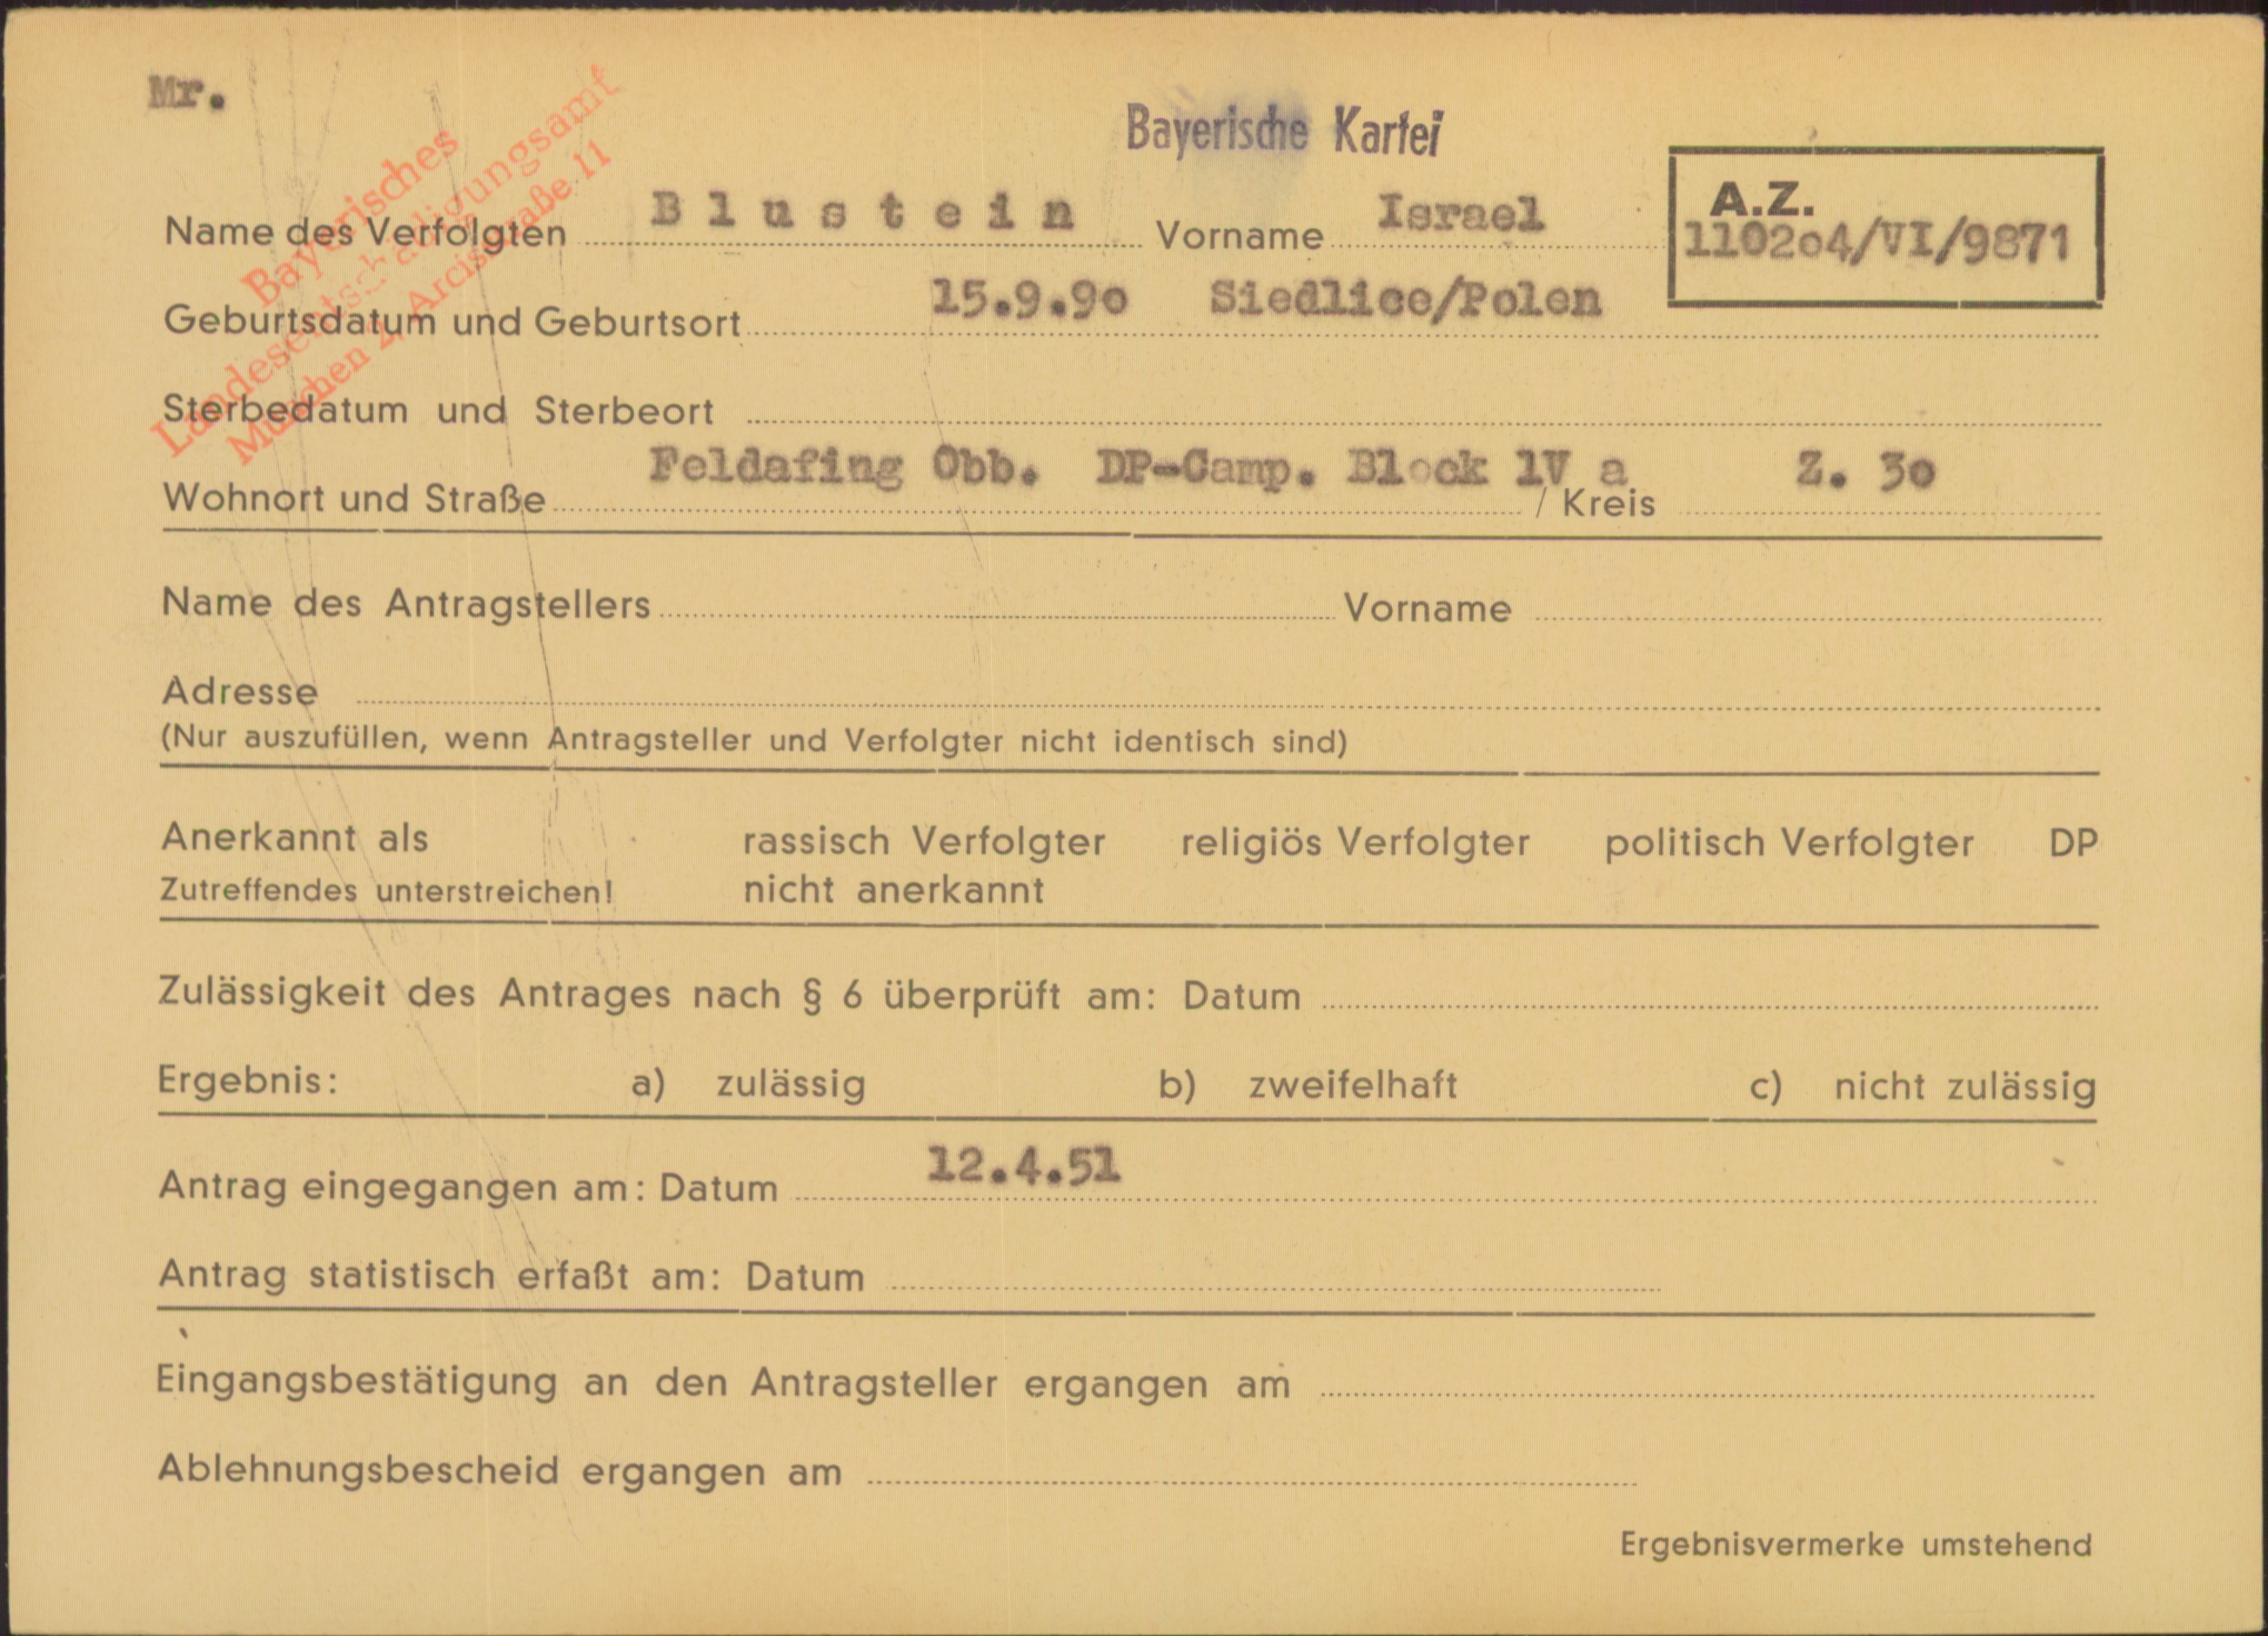 Mr.
Bayerisches
Landesentschädigungsamt
München 2, Arcisstraße 11
Bayerische Kartei
A.Z.
110204/VI/9871
Name des Verfolgten B l u s t e i n Vorname Israel
Geburtsdatum und Geburtsort 15.9.90 Siedlice/Polen
Sterbedatum und Sterbeort
Wohnort und Straße Feldafing Obb. DP-Camp. Block lV a / Kreis Z. 30
Name des Antragstellers Vorname
Adresse
(Nur auszufüllen, wenn Antragsteller und Verfolgter nicht identisch sind)
Anerkannt als rassisch Verfolgter religiös Verfolgter politisch Verfolgter DP
Zutreffendes unterstreichen! nicht anerkannt
Zulässigkeit des Antrages nach § 6 überprüft am: Datum
Ergebnis: a) zulässig b) zweifelhaft c) nicht zulässig
Antrag eingegangen am: Datum 12.4.51
Antrag statistisch erfaßt am: Datum
Eingangsbestätigung an den Antragsteller ergangen am
Ablehnungsbescheid ergangen am
Ergebnisvermerke umstehend